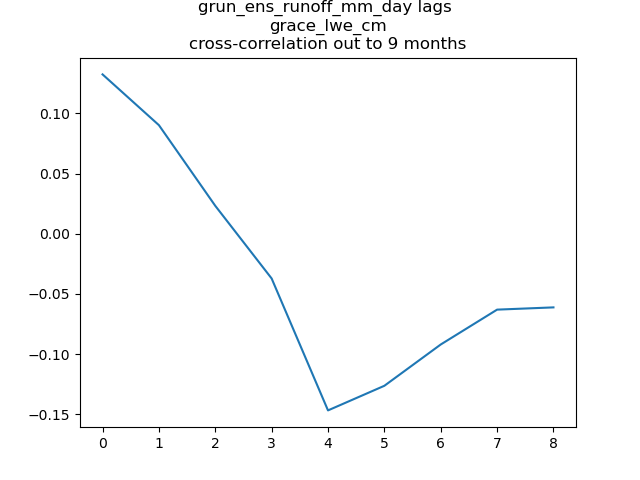 grun_ens_runoff_mm_day lags
grace_lwe_cm
cross-correlation out to 9 months
0.10
0.05
0.00
−0.05
−0.10
−0.15
0 1 2 3 4 5 6 7 8